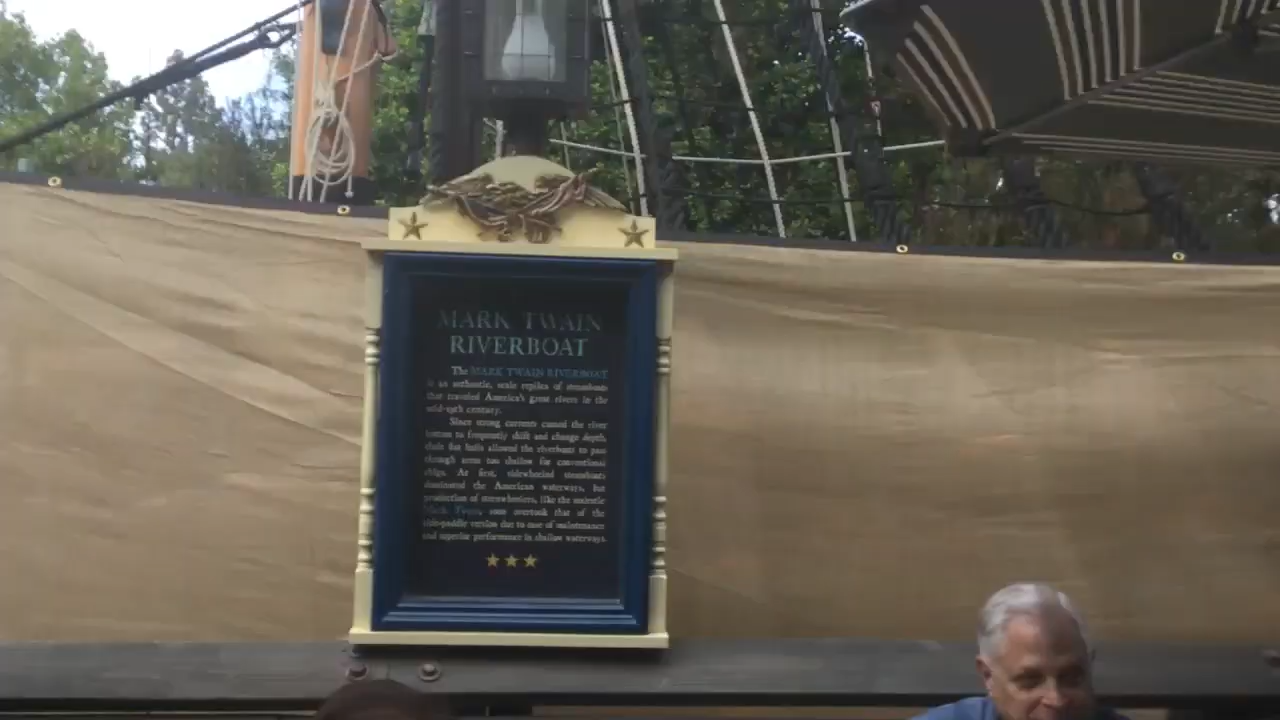 MARK TWAIN
RIVERBOAT
The MARK TWAIN RIVERBOAT
is an authentic, scale replica of steamboats
that traveled America's great rivers in the
mid-19th century.
Since strong currents caused the river
bottom to frequently shift and change depth,
their flat hulls allowed the riverboats to pass
through areas too shallow for conventional
ships. At first, sidewheeled steamboats
dominated the American waterways, but
production of sternwheelers, like the majestic
Mark Twain, soon overtook that of the
side-paddle version due to ease of maintenance
and superior performance in shallow waterways.